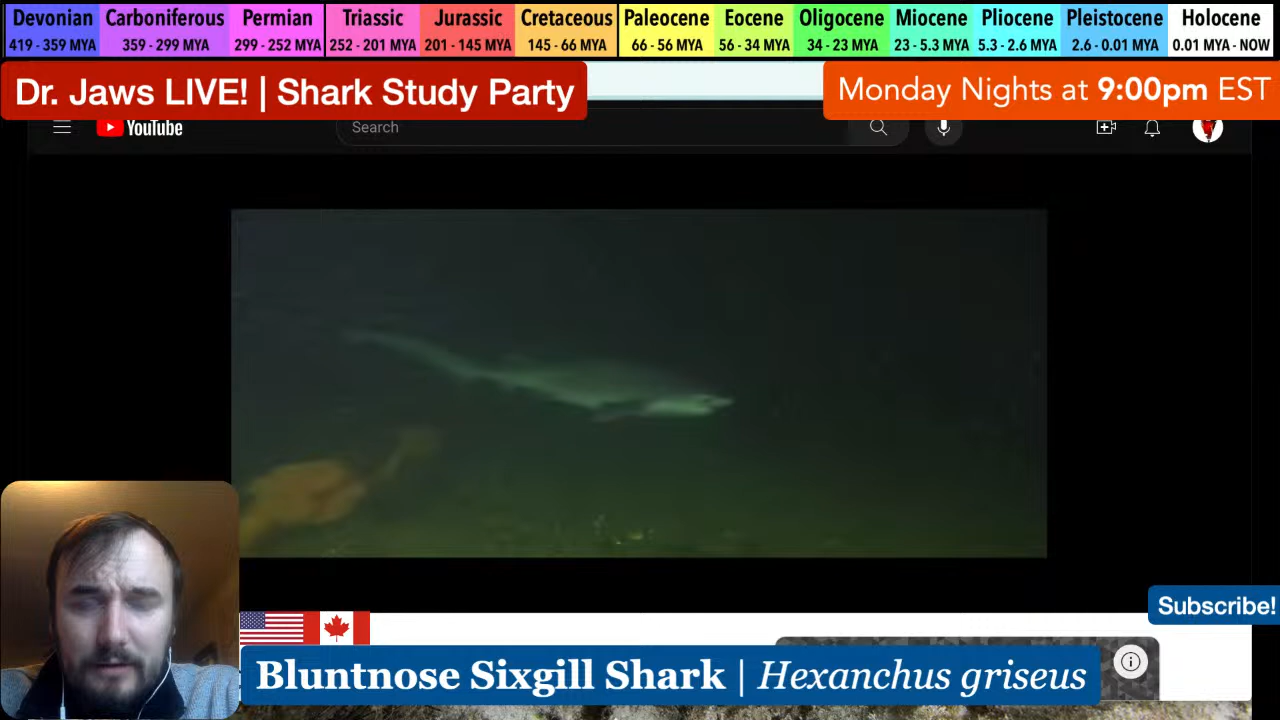 Devonian Carboniferous Permian Triassic Jurassic Cretaceous Paleocene Eocene Oligocene Miocene Pliocene Pleistocene Holocene
419 - 359 MYA 359 - 299 MYA 299 - 252 MYA 252 - 201 MYA 201 - 145 MYA 145 - 66 MYA 66 - 56 MYA 56 - 34 MYA 34 - 23 MYA 23 - 5.3 MYA 5.3 - 2.6 MYA 2.6 - 0.01 MYA 0.01 MYA - NOW
Dr. Jaws LIVE! | Shark Study Party
Monday Nights at 9:00pm EST
YouTube
Search
Subscribe!
Bluntnose Sixgill Shark | Hexanchus griseus